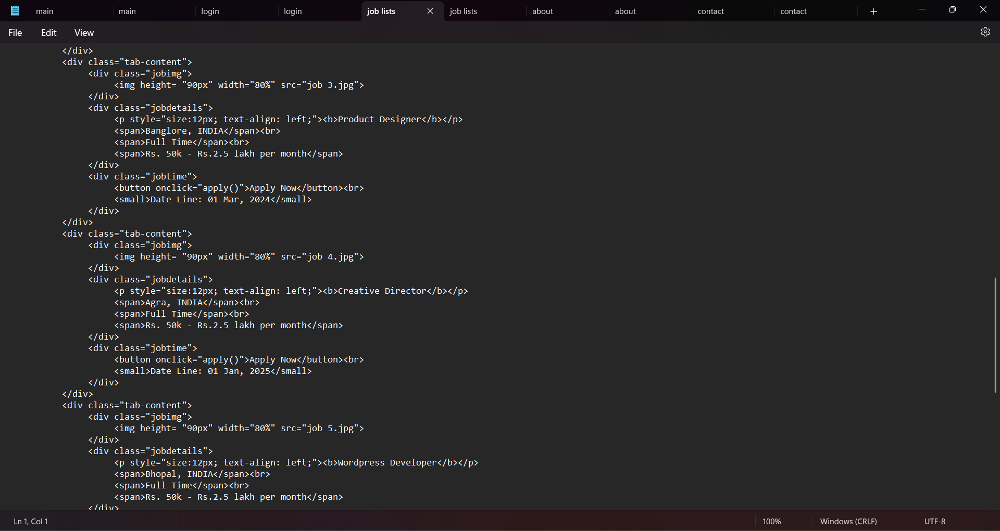 main main login login job lists job lists about about contact contact
File Edit View
</div>
<div class="tab-content">
<div class="jobimg">
<img height= "90px" width="80%" src="job 3.jpg">
</div>
<div class="jobdetails">
<p style="size:12px; text-align: left;"><b>Product Designer</b></p>
<span>Banglore, INDIA</span><br>
<span>Full Time</span><br>
<span>Rs. 50k - Rs.2.5 lakh per month</span>
</div>
<div class="jobtime">
<button onclick="apply()">Apply Now</button><br>
<small>Date Line: 01 Mar, 2024</small>
</div>
</div>
<div class="tab-content">
<div class="jobimg">
<img height= "90px" width="80%" src="job 4.jpg">
</div>
<div class="jobdetails">
<p style="size:12px; text-align: left;"><b>Creative Director</b></p>
<span>Agra, INDIA</span><br>
<span>Full Time</span><br>
<span>Rs. 50k - Rs.2.5 lakh per month</span>
</div>
<div class="jobtime">
<button onclick="apply()">Apply Now</button><br>
<small>Date Line: 01 Jan, 2025</small>
</div>
</div>
<div class="tab-content">
<div class="jobimg">
<img height= "90px" width="80%" src="job 5.jpg">
</div>
<div class="jobdetails">
<p style="size:12px; text-align: left;"><b>Wordpress Developer</b></p>
<span>Bhopal, INDIA</span><br>
<span>Full Time</span><br>
<span>Rs. 50k - Rs.2.5 lakh per month</span>
</div>
Ln 1, Col 1 100% Windows (CRLF) UTF-8